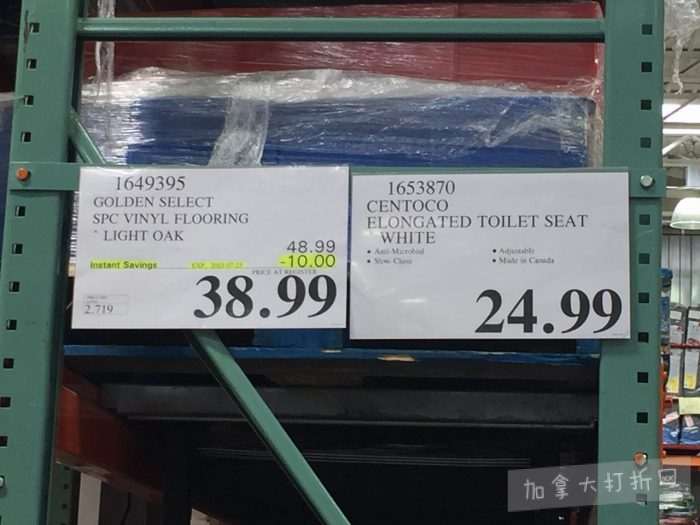 1649395
GOLDEN SELECT
SPC VINYL FLOORING
` LIGHT OAK
48.99
Instant Savings
-10.00
PRICE AT REGISTER
38.99
2.719
1653870
CENTOCO
ELONGATED TOILET SEAT
WHITE
• Anti-Microbial
• Adjustable
• Slow-Close
• Made in Canada
24.99
加拿大打折网